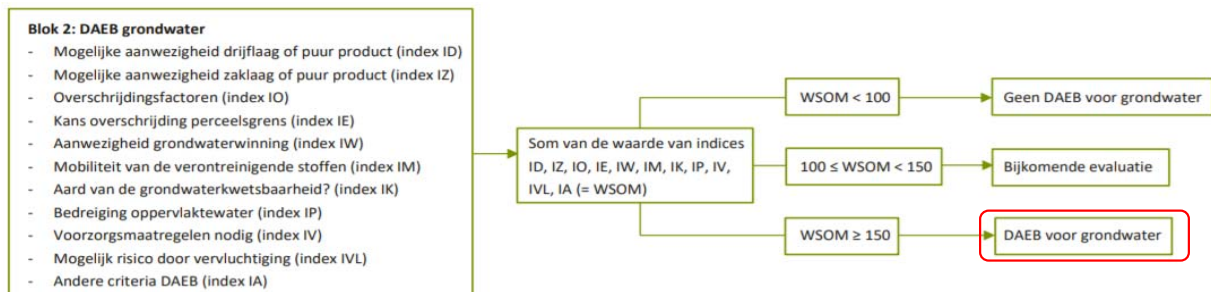 Blok 2: DAEB grondwater
- Mogelijke aanwezigheid drijflaag of puur product (index ID)
- Mogelijke aanwezigheid zaklaag of puur product (index IZ)
- Overschrijdingsfactoren (index IO)
- Kans overschrijding perceelsgrens (index IE)
- Aanwezigheid grondwaterwinning (index IW)
- Mobiliteit van de verontreinigende stoffen (index IM)
- Aard van de grondwaterkwetsbaarheid? (index IK)
- Bedreiging oppervlaktewater (index IP)
- Voorzorgsmaatregelen nodig (index IV)
- Mogelijk risico door vervluchtiging (index IVL)
- Andere criteria DAEB (index IA)
Som van de waarde van indices
ID, IZ, IO, IE, IW, IM, IK, IP, IV,
IVL, IA (= WSOM)
WSOM < 100
Geen DAEB voor grondwater
100 ≤ WSOM < 150
Bijkomende evaluatie
WSOM ≥ 150
DAEB voor grondwater